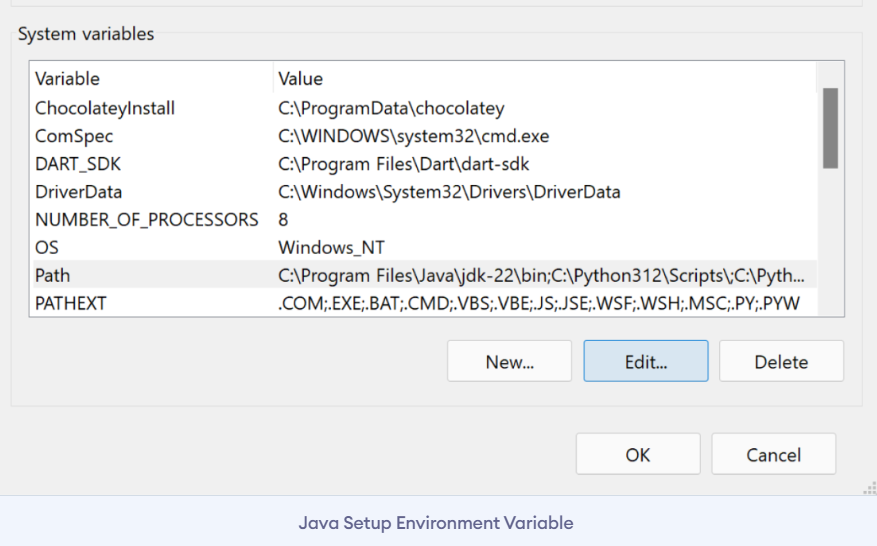 System variables
Variable Value
ChocolateyInstall C:\ProgramData\chocolatey
ComSpec C:\WINDOWS\system32\cmd.exe
DART_SDK C:\Program Files\Dart\dart-sdk
DriverData C:\Windows\System32\Drivers\DriverData
NUMBER_OF_PROCESSORS 8
OS Windows_NT
Path C:\Program Files\Java\jdk-22\bin;C:\Python312\Scripts\;C:\Pyth...
PATHEXT .COM;.EXE;.BAT;.CMD;.VBS;.VBE;.JS;.JSE;.WSF;.WSH;.MSC;.PY;.PYW
New... Edit... Delete
OK Cancel
Java Setup Environment Variable